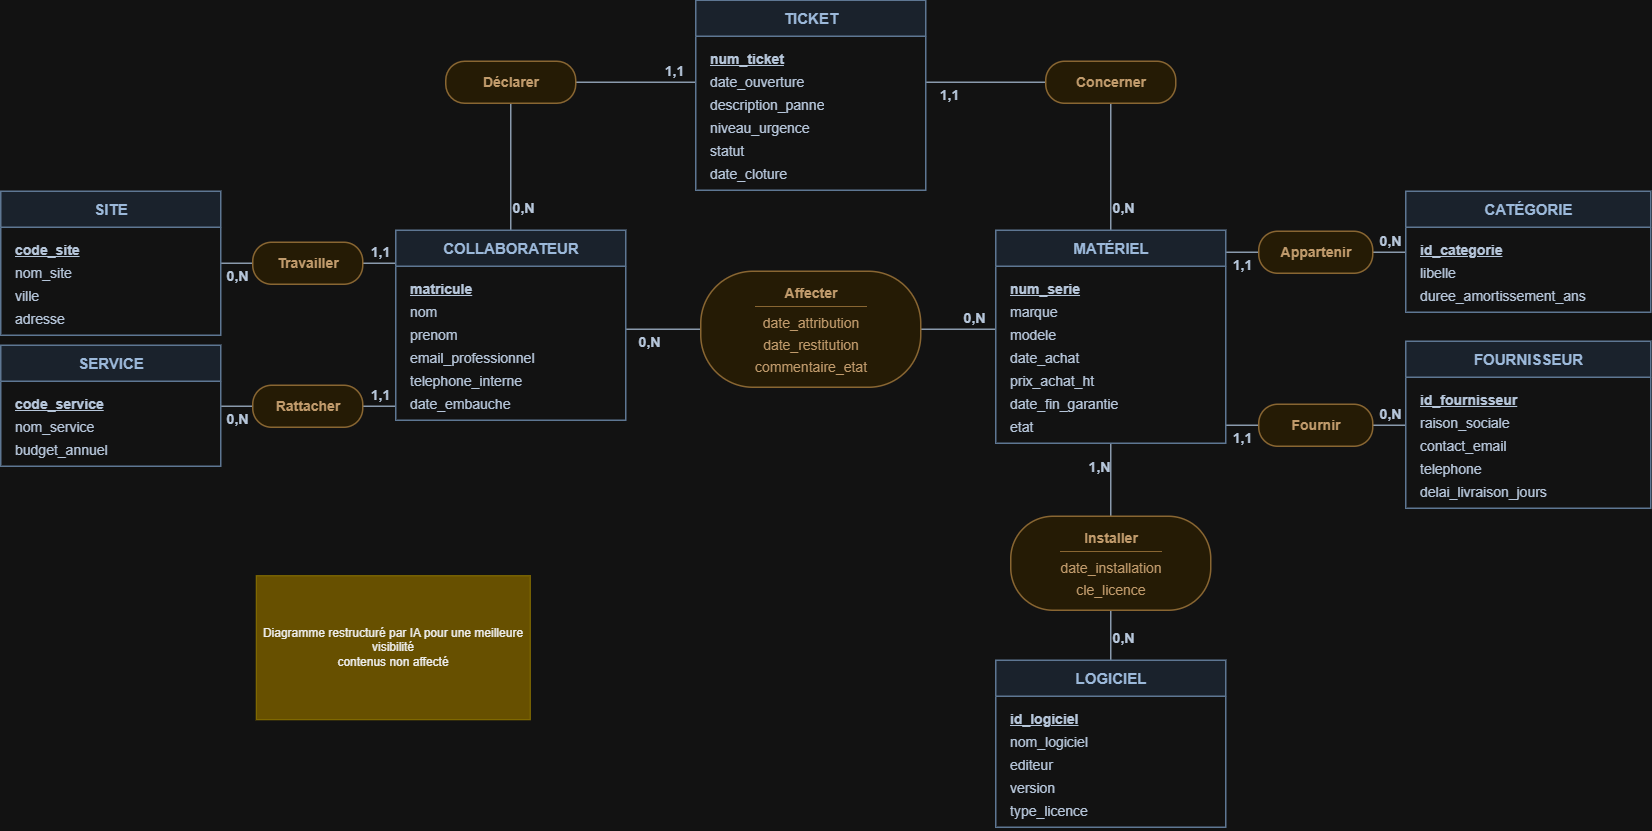 TICKET
num_ticket
date_ouverture
description_panne
niveau_urgence
statut
date_cloture
Déclarer
1,1
0,N
Concerner
1,1
0,N
SITE
code_site
nom_site
ville
adresse
Travailler
0,N
1,1
SERVICE
code_service
nom_service
budget_annuel
Rattacher
0,N
1,1
COLLABORATEUR
matricule
nom
prenom
email_professionnel
telephone_interne
date_embauche
0,N
Affecter
date_attribution
date_restitution
commentaire_etat
0,N
MATÉRIEL
num_serie
marque
modele
date_achat
prix_achat_ht
date_fin_garantie
etat
1,1
Appartenir
0,N
CATÉGORIE
id_categorie
libelle
duree_amortissement_ans
1,1
Fournir
0,N
FOURNISSEUR
id_fournisseur
raison_sociale
contact_email
telephone
delai_livraison_jours
1,N
Installer
date_installation
cle_licence
0,N
LOGICIEL
id_logiciel
nom_logiciel
editeur
version
type_licence
Diagramme restructuré par IA pour une meilleure
visibilité
contenus non affecté